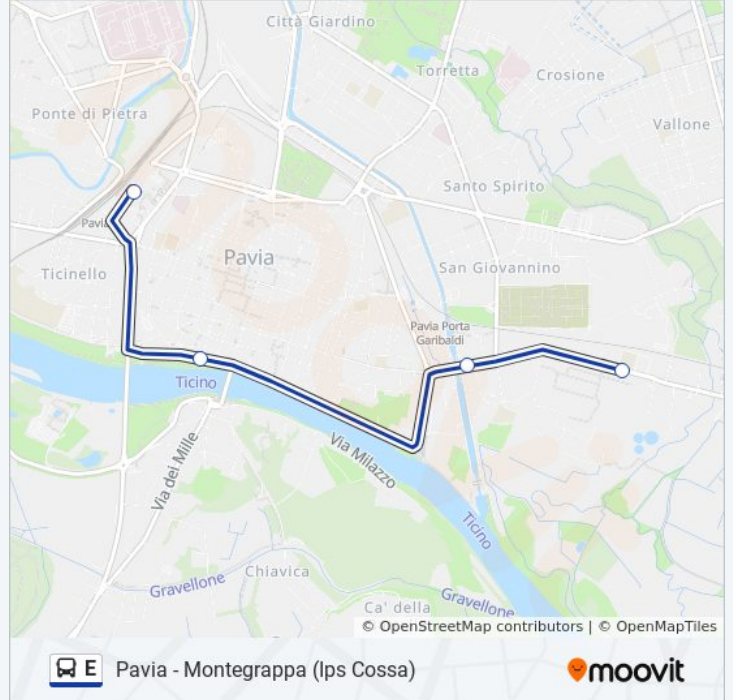 Città Giardino
Torretta
Crosione
Ponte di Pietra
Vallone
Santo Spirito
Pavia
Pavia
San Giovannino
Ticinello
Pavia Porta
Garibaldi
Ticino
Via dei Mille
Via Milazzo
Ticino
Chiavica
Gravellone
Gravellone
Ca' della
© OpenStreetMap contributors | © OpenMapTiles
E Pavia - Montegrappa (Ips Cossa)
moovit